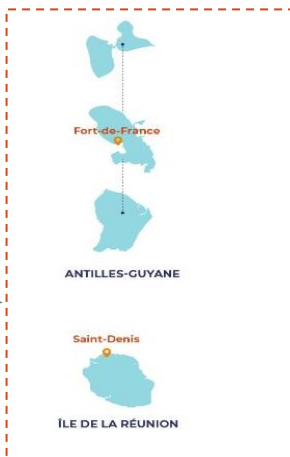 Fort-de-France
ANTILLES-GUYANE
Saint-Denis
ÎLE DE LA RÉUNION